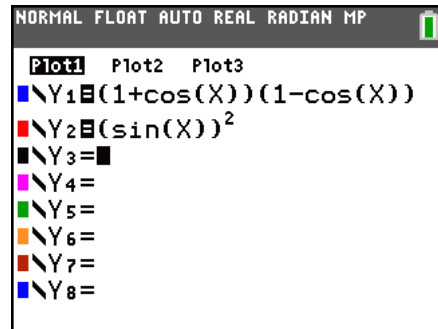 NORMAL FLOAT AUTO REAL RADIAN MP
Plot1 Plot2 Plot3
\Y₁=(1+cos(X))(1-cos(X))
\Y₂=(sin(X))²
\Y₃=
\Y₄=
\Y₅=
\Y₆=
\Y₇=
\Y₈=